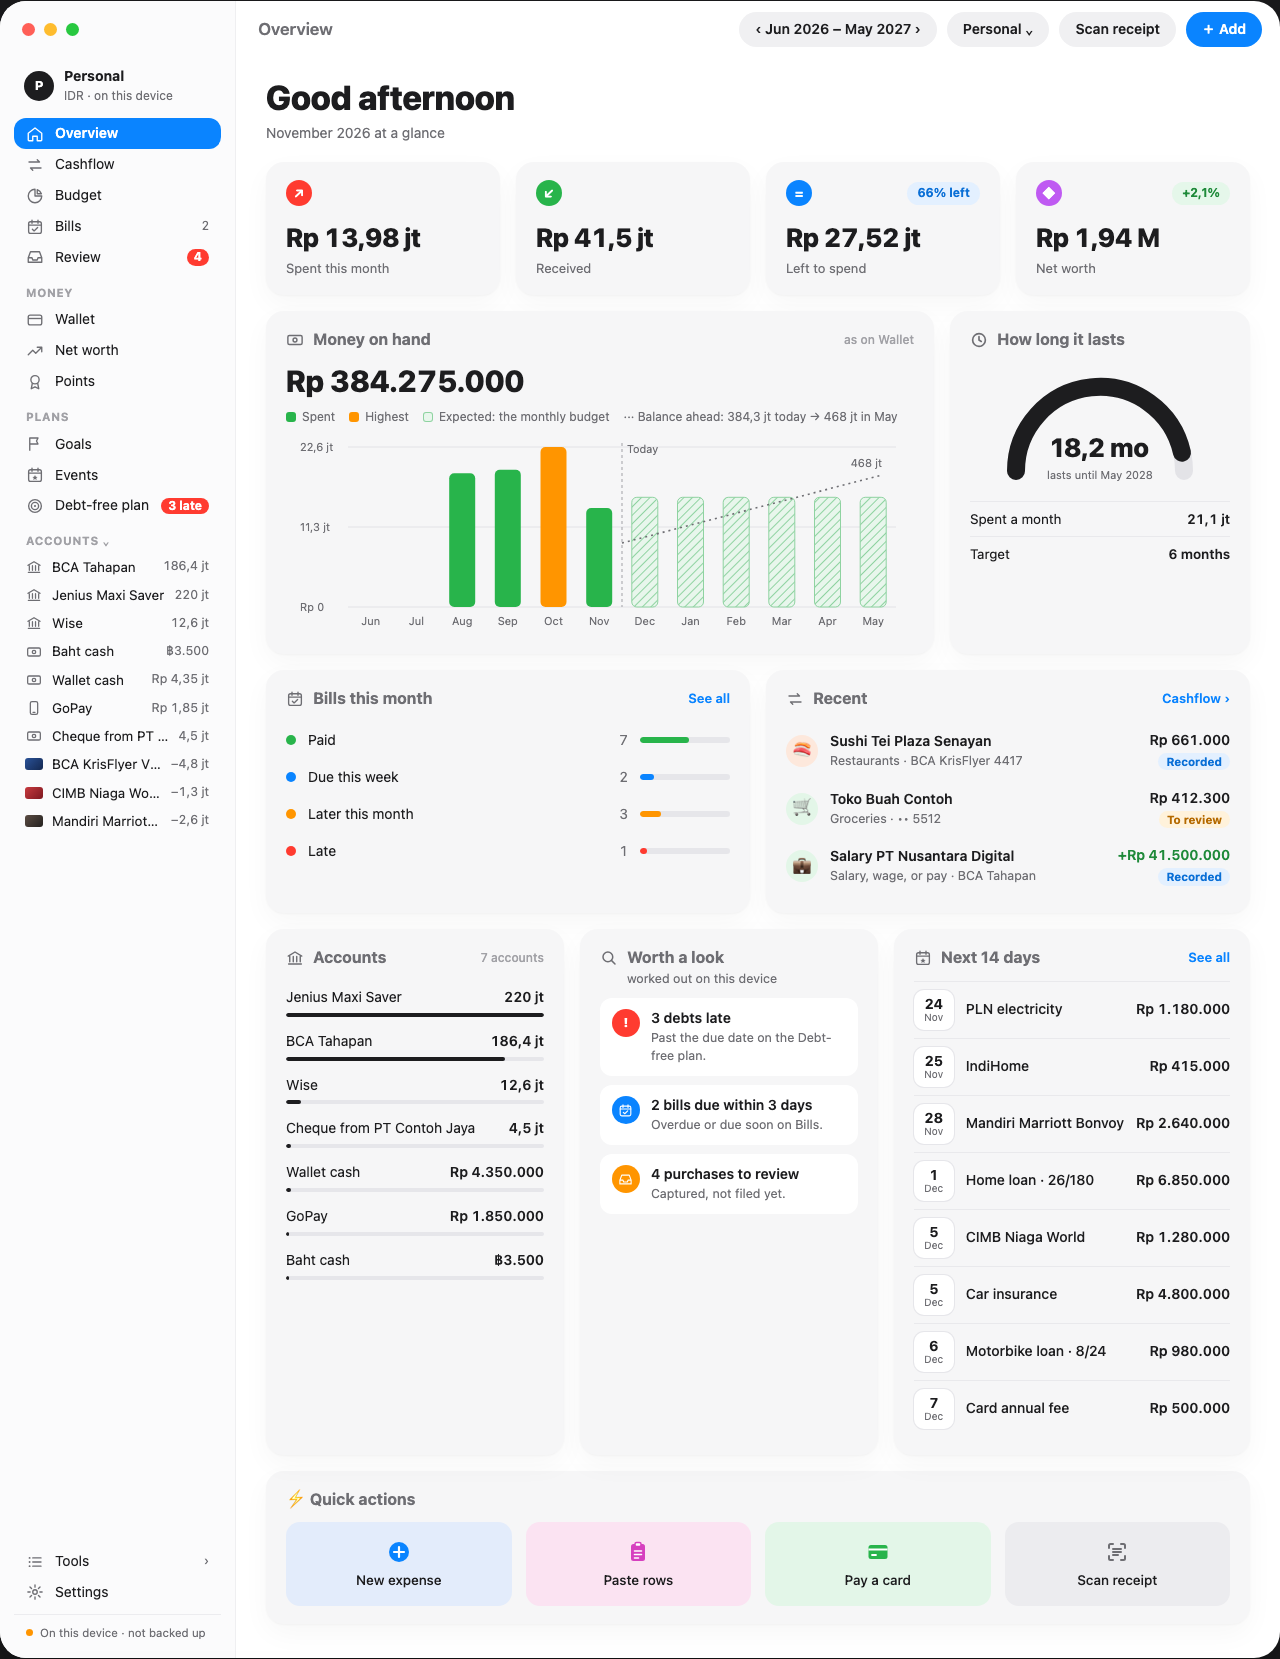 P
Personal
IDR · on this device
Overview
Cashflow
Budget
Bills 2
Review 4
MONEY
Wallet
Net worth
Points
PLANS
Goals
Events
Debt-free plan 3 late
ACCOUNTS
BCA Tahapan 186,4 jt
Jenius Maxi Saver 220 jt
Wise 12,6 jt
Baht cash ฿3.500
Wallet cash Rp 4,35 jt
GoPay Rp 1,85 jt
Cheque from PT ... 4,5 jt
BCA KrisFlyer V... −4,8 jt
CIMB Niaga Wo... −1,3 jt
Mandiri Marriot... −2,6 jt
Tools ›
Settings
On this device · not backed up
Overview
‹ Jun 2026 – May 2027 ›
Personal
Scan receipt
+ Add
Good afternoon
November 2026 at a glance
Rp 13,98 jt
Spent this month
Rp 41,5 jt
Received
= 66% left
Rp 27,52 jt
Left to spend
+2,1%
Rp 1,94 M
Net worth
Money on hand as on Wallet
Rp 384.275.000
Spent Highest Expected: the monthly budget ··· Balance ahead: 384,3 jt today → 468 jt in May
22,6 jt
Today
468 jt
11,3 jt
Rp 0
Jun Jul Aug Sep Oct Nov Dec Jan Feb Mar Apr May
How long it lasts
18,2 mo
lasts until May 2028
Spent a month 21,1 jt
Target 6 months
Bills this month See all
Paid 7
Due this week 2
Later this month 3
Late 1
Recent Cashflow ›
Sushi Tei Plaza Senayan Rp 661.000
Restaurants · BCA KrisFlyer 4417 Recorded
Toko Buah Contoh Rp 412.300
Groceries · •• 5512 To review
Salary PT Nusantara Digital +Rp 41.500.000
Salary, wage, or pay · BCA Tahapan Recorded
Accounts 7 accounts
Jenius Maxi Saver 220 jt
BCA Tahapan 186,4 jt
Wise 12,6 jt
Cheque from PT Contoh Jaya 4,5 jt
Wallet cash Rp 4.350.000
GoPay Rp 1.850.000
Baht cash ฿3.500
Worth a look
worked out on this device
! 3 debts late
Past the due date on the Debt-
free plan.
2 bills due within 3 days
Overdue or due soon on Bills.
4 purchases to review
Captured, not filed yet.
Next 14 days See all
24 Nov PLN electricity Rp 1.180.000
25 Nov IndiHome Rp 415.000
28 Nov Mandiri Marriott Bonvoy Rp 2.640.000
1 Dec Home loan · 26/180 Rp 6.850.000
5 Dec CIMB Niaga World Rp 1.280.000
5 Dec Car insurance Rp 4.800.000
6 Dec Motorbike loan · 8/24 Rp 980.000
7 Dec Card annual fee Rp 500.000
⚡ Quick actions
New expense
Paste rows
Pay a card
Scan receipt